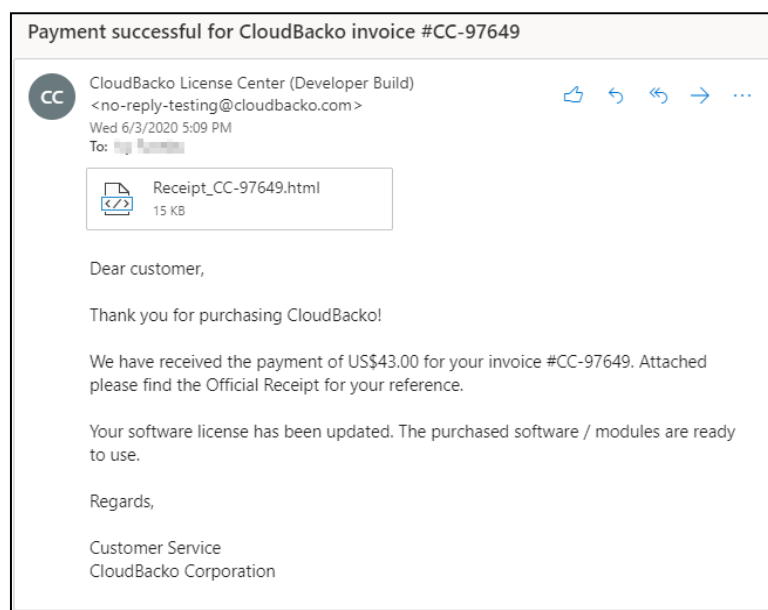 Payment successful for CloudBacko invoice #CC-97649
CC
CloudBacko License Center (Developer Build)
<no-reply-testing@cloudbacko.com>
Wed 6/3/2020 5:09 PM
To:
Receipt_CC-97649.html
15 KB
Dear customer,
Thank you for purchasing CloudBacko!
We have received the payment of US$43.00 for your invoice #CC-97649. Attached
please find the Official Receipt for your reference.
Your software license has been updated. The purchased software / modules are ready
to use.
Regards,
Customer Service
CloudBacko Corporation